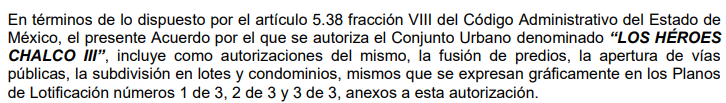 En términos de lo dispuesto por el artículo 5.38 fracción VIII del Código Administrativo del Estado de
México, el presente Acuerdo por el que se autoriza el Conjunto Urbano denominado “LOS HÉROES
CHALCO III”, incluye como autorizaciones del mismo, la fusión de predios, la apertura de vías
públicas, la subdivisión en lotes y condominios, mismos que se expresan gráficamente en los Planos
de Lotificación números 1 de 3, 2 de 3 y 3 de 3, anexos a esta autorización.